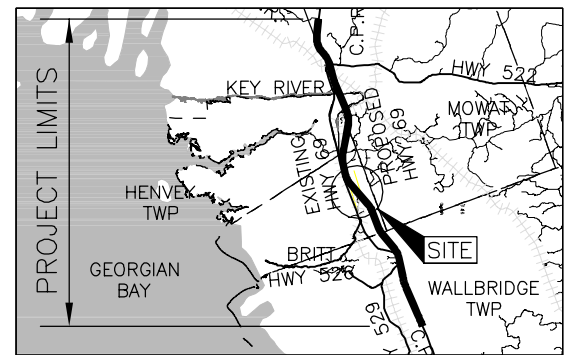 C.P.R
HWY 522
KEY RIVER
MOWAT
TWP
PROJECT LIMITS
EXISTING
HWY 69
PROPOSED
HWY 69
HENVE
TWP
BRITT
HWY 526
SITE
GEORGIAN
BAY
WALLBRIDGE
TWP
529